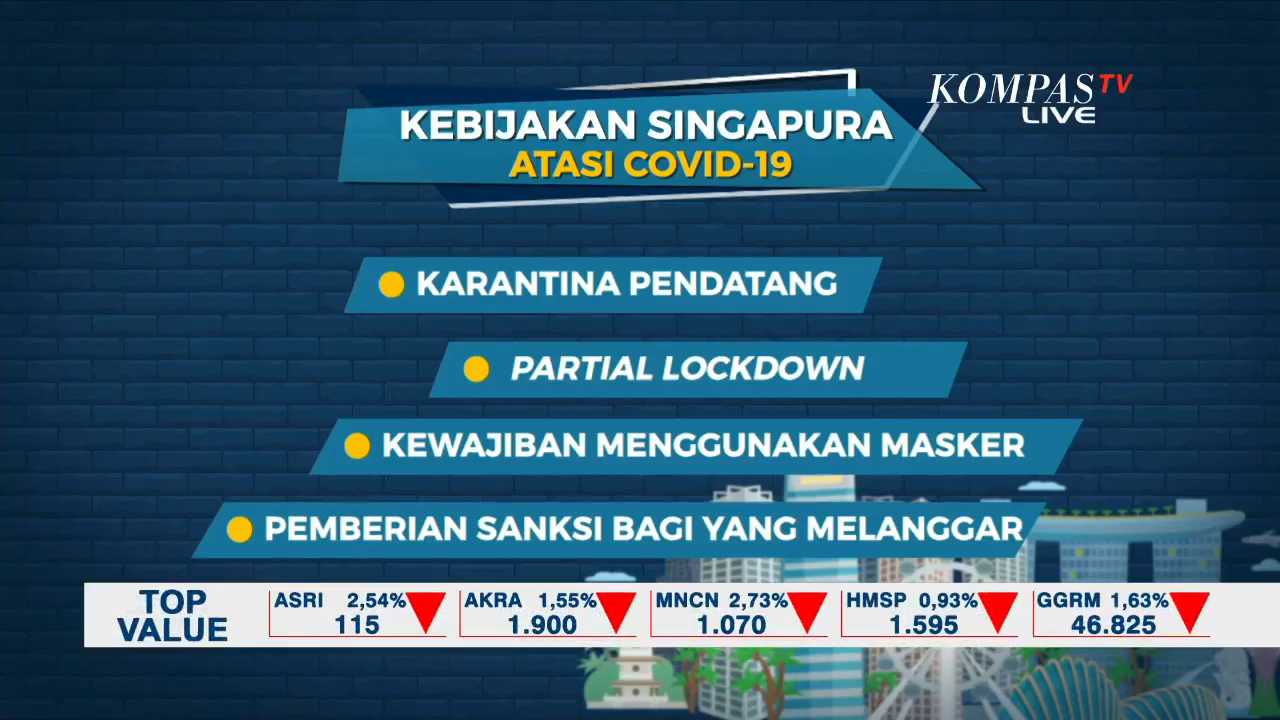 KOMPASTV
LIVE
KEBIJAKAN SINGAPURA
ATASI COVID-19
KARANTINA PENDATANG
PARTIAL LOCKDOWN
KEWAJIBAN MENGGUNAKAN MASKER
PEMBERIAN SANKSI BAGI YANG MELANGGAR
TOP
VALUE
ASRI 2,54%
115
AKRA 1,55%
1.900
MNCN 2,73%
1.070
HMSP 0,93%
1.595
GGRM 1,63%
46.825